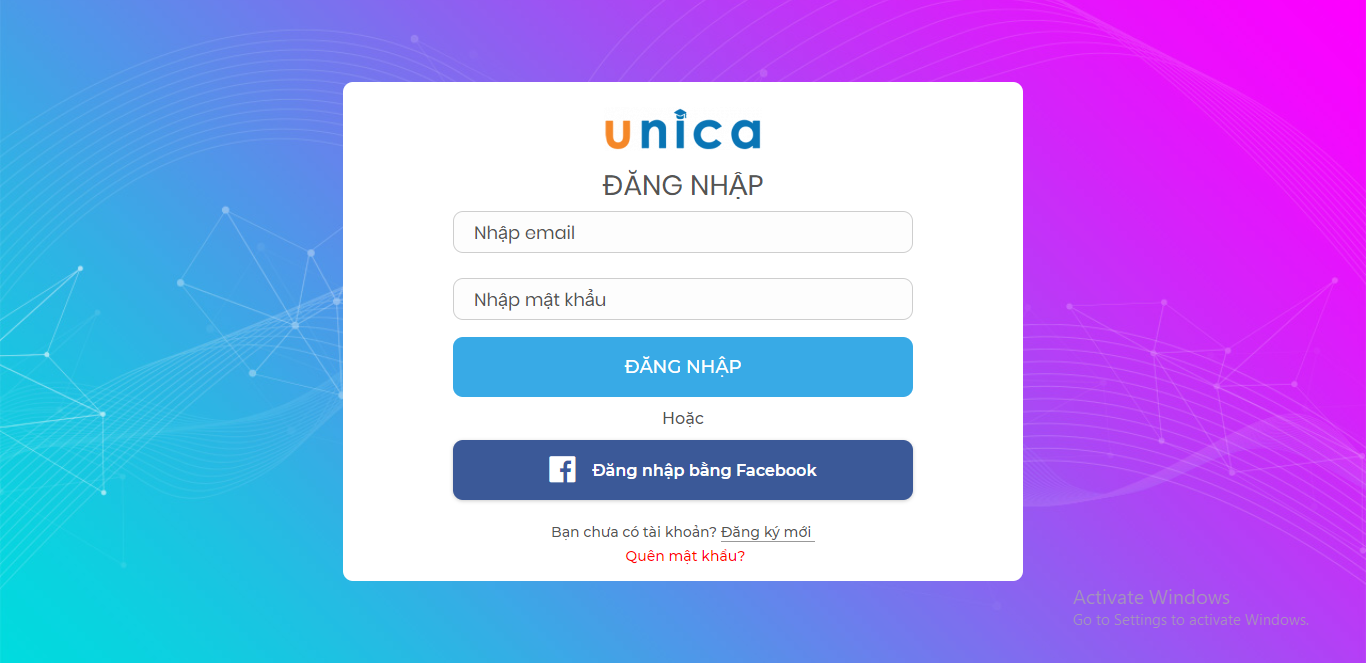 unica
ĐĂNG NHẬP
Nhập email
Nhập mật khẩu
ĐĂNG NHẬP
Hoặc
Đăng nhập bằng Facebook
Bạn chưa có tài khoản? Đăng ký mới
Quên mật khẩu?
Activate Windows
Go to Settings to activate Windows.